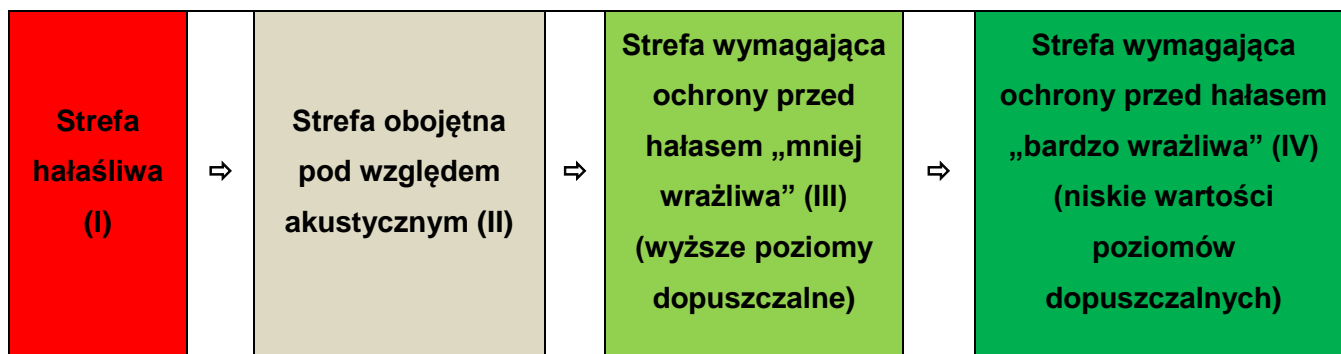 Strefa
hałaśliwa
(I)
⇨
Strefa obojętna
pod względem
akustycznym (II)
⇨
Strefa wymagająca
ochrony przed
hałasem „mniej
wrażliwa” (III)
(wyższe poziomy
dopuszczalne)
⇨
Strefa wymagająca
ochrony przed hałasem
„bardzo wrażliwa” (IV)
(niskie wartości
poziomów
dopuszczalnych)